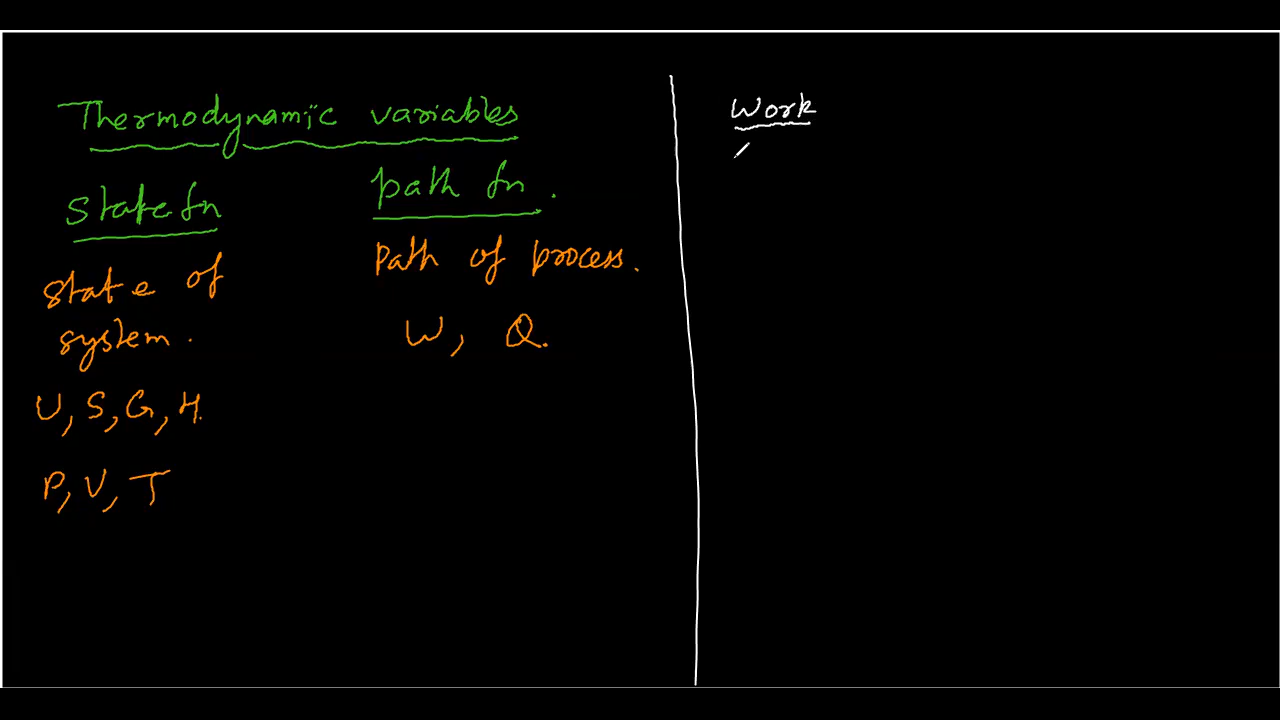 Thermodynamic variables
State fn
state of
system.
U, S, G, H.
P, V, T
path fn.
Path of process.
W, Q.
Work